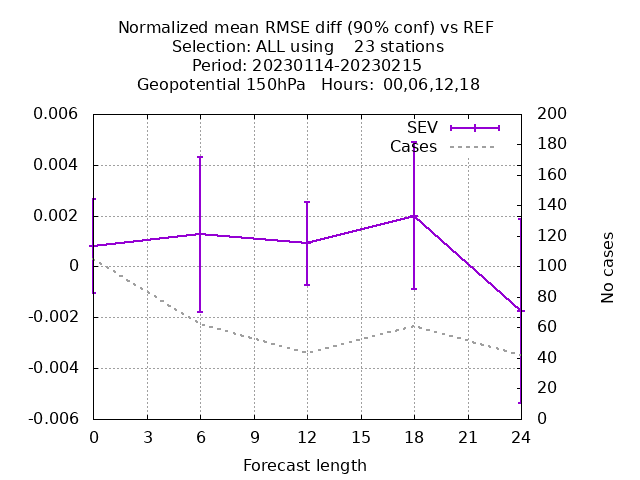 Normalized mean RMSE diff (90% conf) vs REF
Selection: ALL using    23 stations
Period: 20230114-20230215
Geopotential 150hPa   Hours: 00,06,12,18
SEV
Cases
0.006
0.004
0.002
0
-0.002
-0.004
-0.006
200
180
160
140
120
100
80
60
40
20
0
No cases
0 3 6 9 12 15 18 21 24
Forecast length